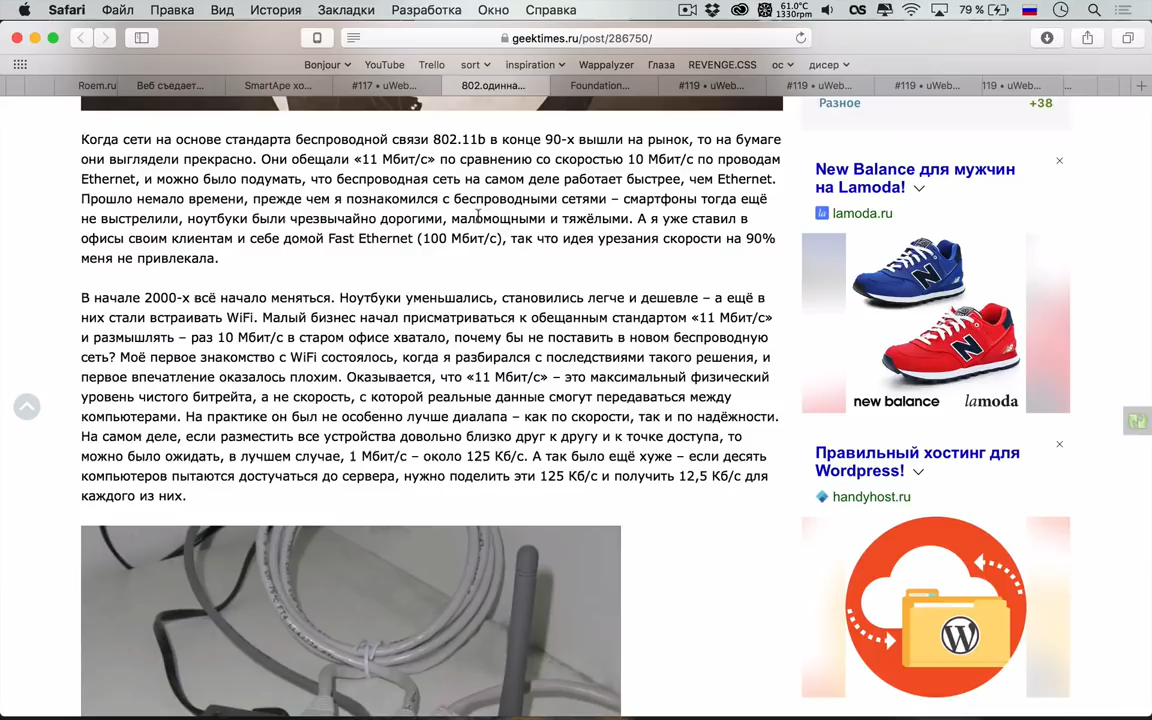 Safari Файл Правка Вид История Закладки Разработка Окно Справка 61.0°C 1330rpm 79 %
geektimes.ru/post/286750/
Bonjour YouTube Trello sort inspiration Wappalyzer Глаза REVENGE.CSS ос дисер
Roem.ru Веб съедает... SmartApe хо... #117 • uWeb... 802.одинна... Foundation... #119 • uWeb... #119 • uWeb... #119 • uWeb... 119 • uWeb... ...
Разное +38
Когда сети на основе стандарта беспроводной связи 802.11b в конце 90-х вышли на рынок, то на бумаге
они выглядели прекрасно. Они обещали «11 Мбит/с» по сравнению со скоростью 10 Мбит/с по проводам
Ethernet, и можно было подумать, что беспроводная сеть на самом деле работает быстрее, чем Ethernet.
Прошло немало времени, прежде чем я познакомился с беспроводными сетями – смартфоны тогда ещё
не выстрелили, ноутбуки были чрезвычайно дорогими, маломощными и тяжёлыми. А я уже ставил в
офисы своим клиентам и себе домой Fast Ethernet (100 Мбит/с), так что идея урезания скорости на 90%
меня не привлекала.
В начале 2000-х всё начало меняться. Ноутбуки уменьшались, становились легче и дешевле – а ещё в
них стали встраивать WiFi. Малый бизнес начал присматриваться к обещанным стандартом «11 Мбит/с»
и размышлять – раз 10 Мбит/с в старом офисе хватало, почему бы не поставить в новом беспроводную
сеть? Моё первое знакомство с WiFi состоялось, когда я разбирался с последствиями такого решения, и
первое впечатление оказалось плохим. Оказывается, что «11 Мбит/с» – это максимальный физический
уровень чистого битрейта, а не скорость, с которой реальные данные смогут передаваться между
компьютерами. На практике он был не особенно лучше диалапа – как по скорости, так и по надёжности.
На самом деле, если разместить все устройства довольно близко друг к другу и к точке доступа, то
можно было ожидать, в лучшем случае, 1 Мбит/с – около 125 Кб/с. А так было ещё хуже – если десять
компьютеров пытаются достучаться до сервера, нужно поделить эти 125 Кб/с и получить 12,5 Кб/с для
каждого из них.
New Balance для мужчин
на Lamoda!
la lamoda.ru
N
N
new balance lamoda
Правильный хостинг для
Wordpress!
handyhost.ru
W